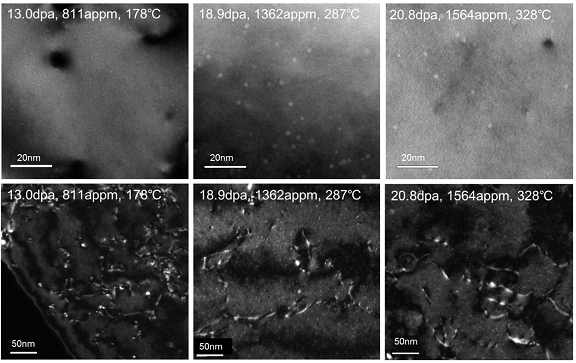 13.0dpa, 811appm, 178℃
18.9dpa, 1362appm, 287℃
20.8dpa, 1564appm, 328℃
20nm
20nm
20nm
13.0dpa, 811appm, 178℃
18.9dpa, 1362appm, 287℃
20.8dpa, 1564appm, 328℃
50nm
50nm
50nm